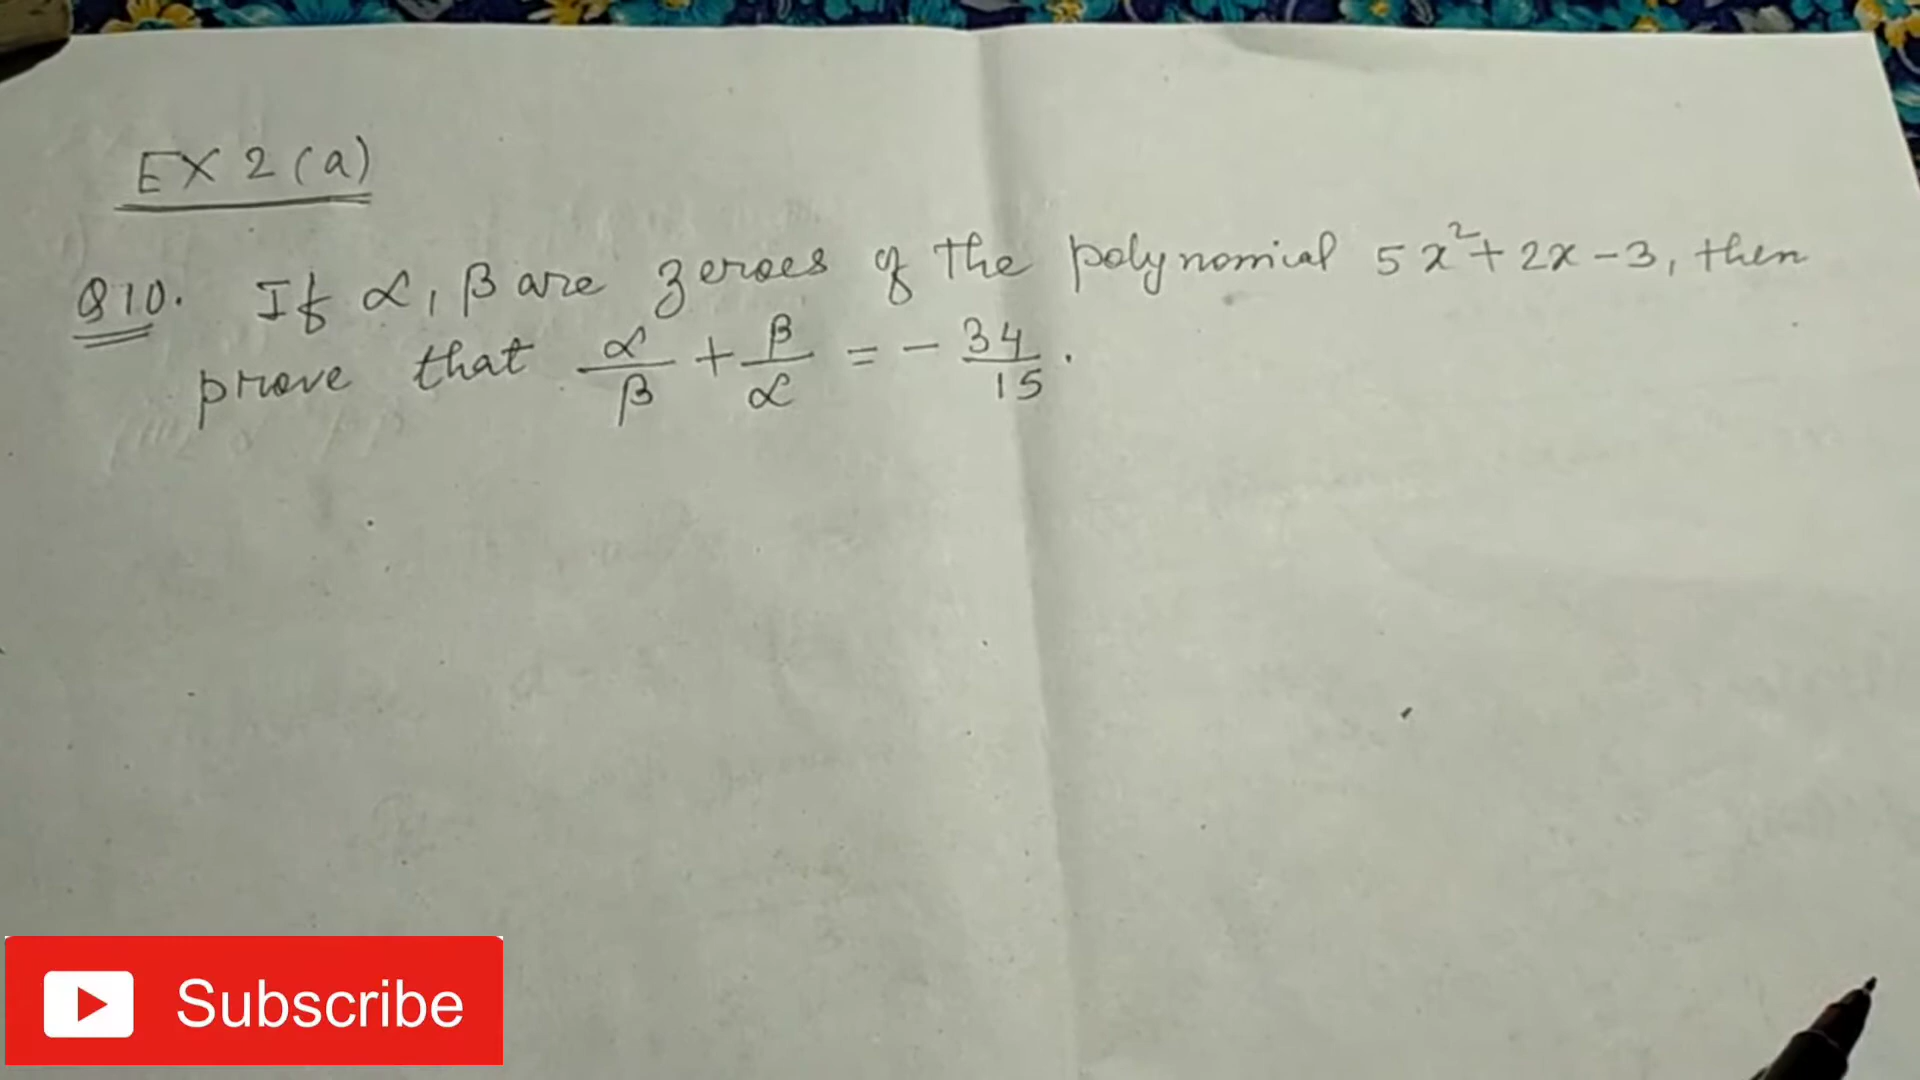 EX 2 (a)
Q10. If α, β are zeroes of the polynomial 5x²+2x-3, then
prove that α/β + β/α = - 34/15.
Subscribe